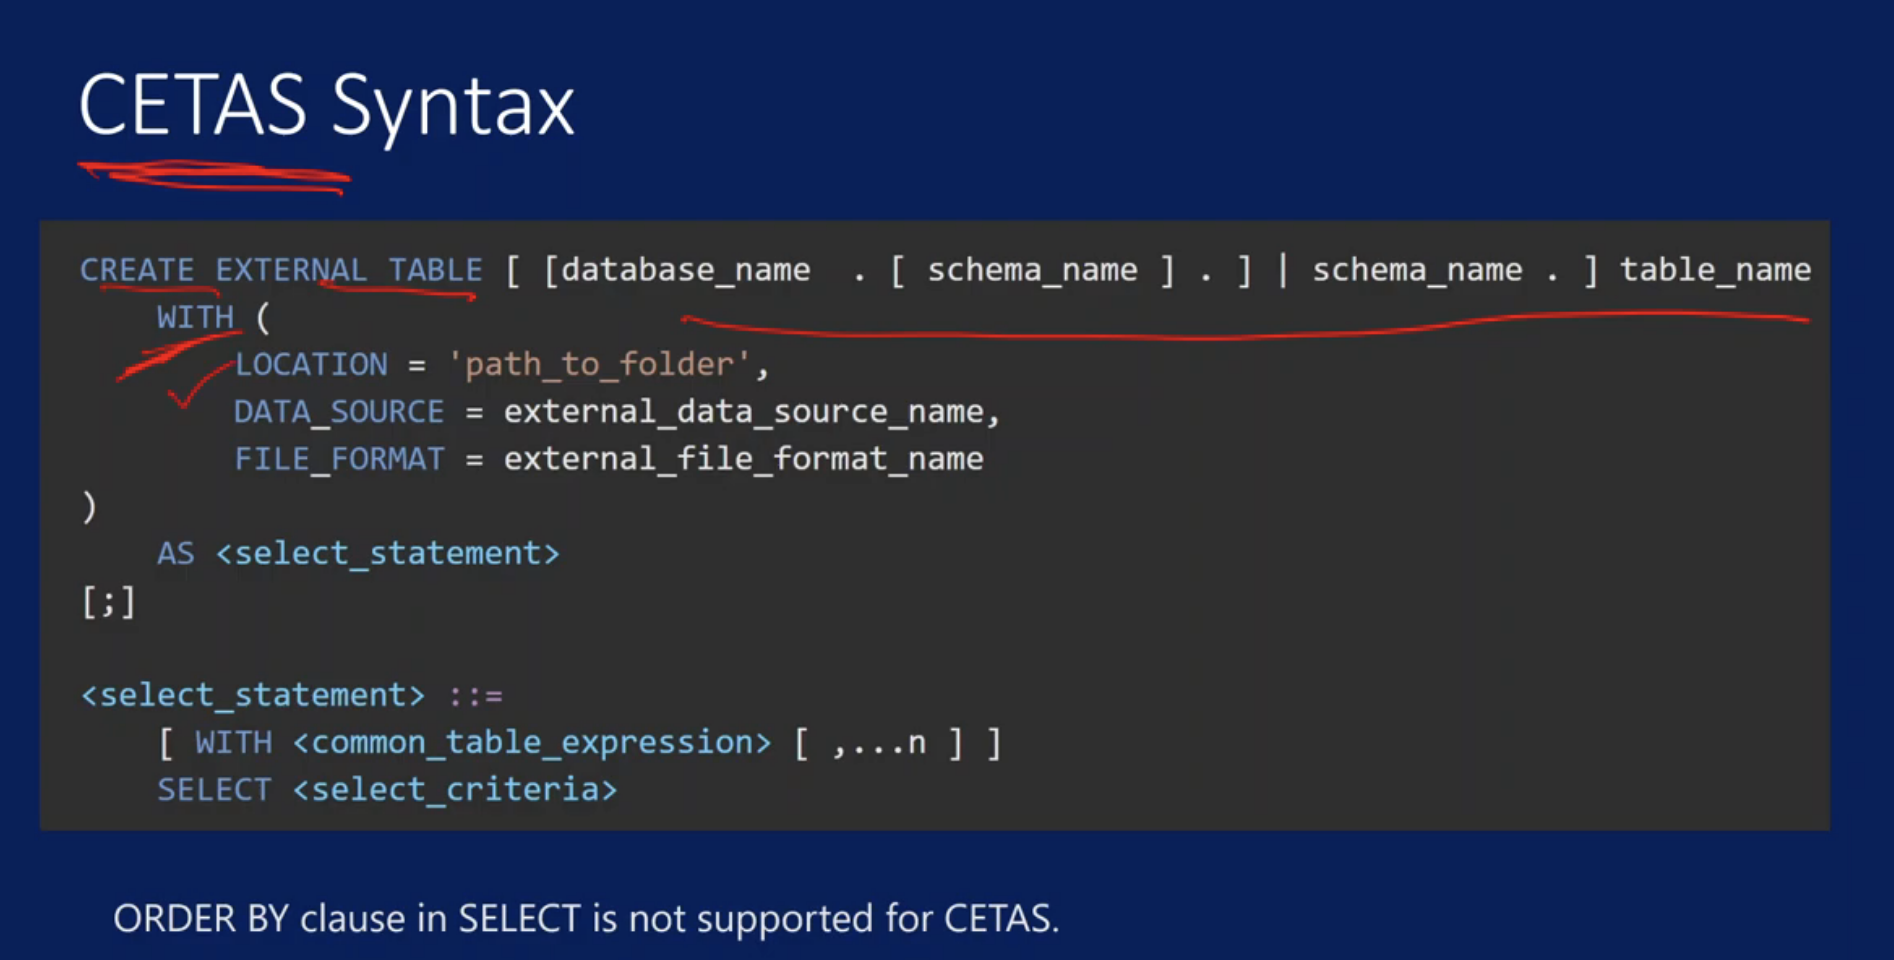 CETAS Syntax
CREATE EXTERNAL TABLE [ [database_name  . [ schema_name ] . ] | schema_name . ] table_name
WITH (
LOCATION = 'path_to_folder',
DATA_SOURCE = external_data_source_name,
FILE_FORMAT = external_file_format_name
)
AS <select_statement>
[;]
<select_statement> ::=
[ WITH <common_table_expression> [ ,...n ] ]
SELECT <select_criteria>
ORDER BY clause in SELECT is not supported for CETAS.